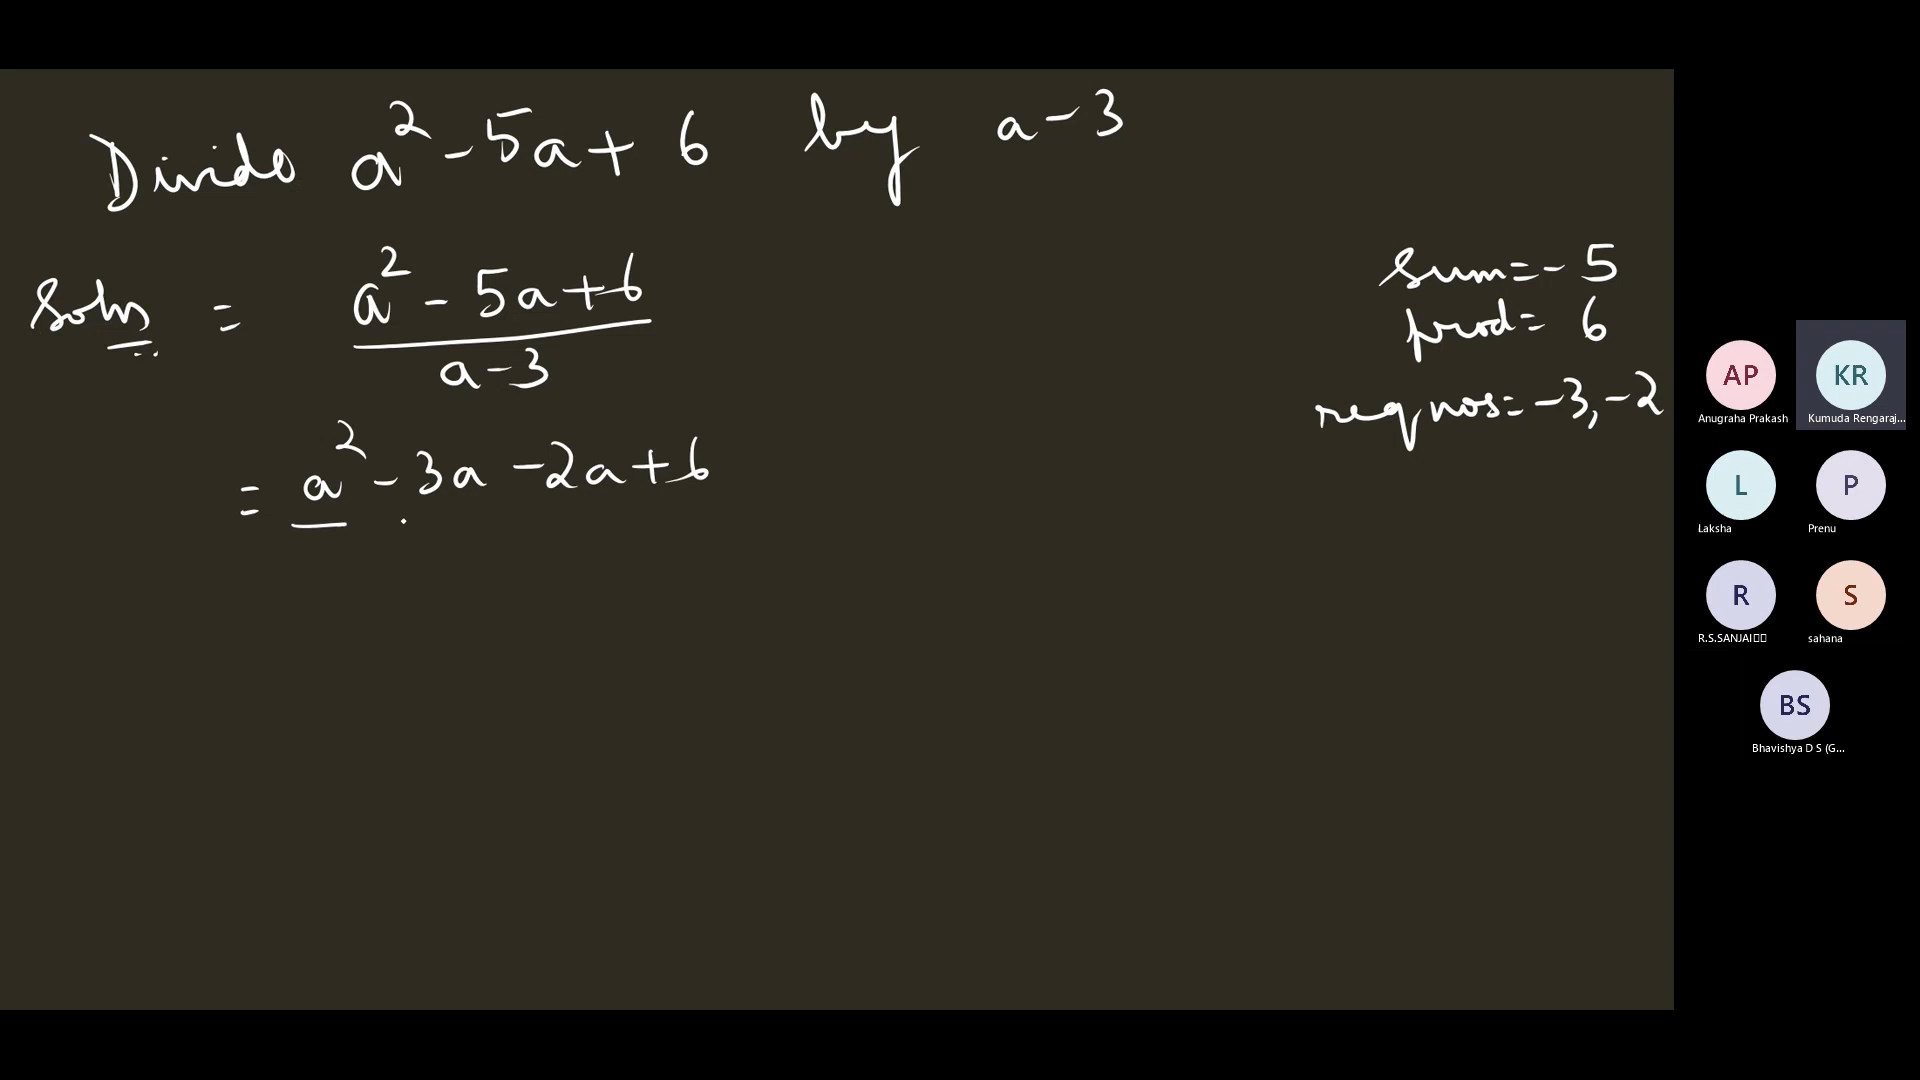 Divide a² - 5a + 6 by a - 3
Soln = a² - 5a + 6
a - 3
= a² - 3a - 2a + 6
sum = - 5
prod = 6
req nos = -3, -2
AP
Anugraha Prakash
KR
Kumuda Rengaraj...
L
Laksha
P
Prenu
R
R.S.SANJAI
S
sahana
BS
Bhavishya D S (G...